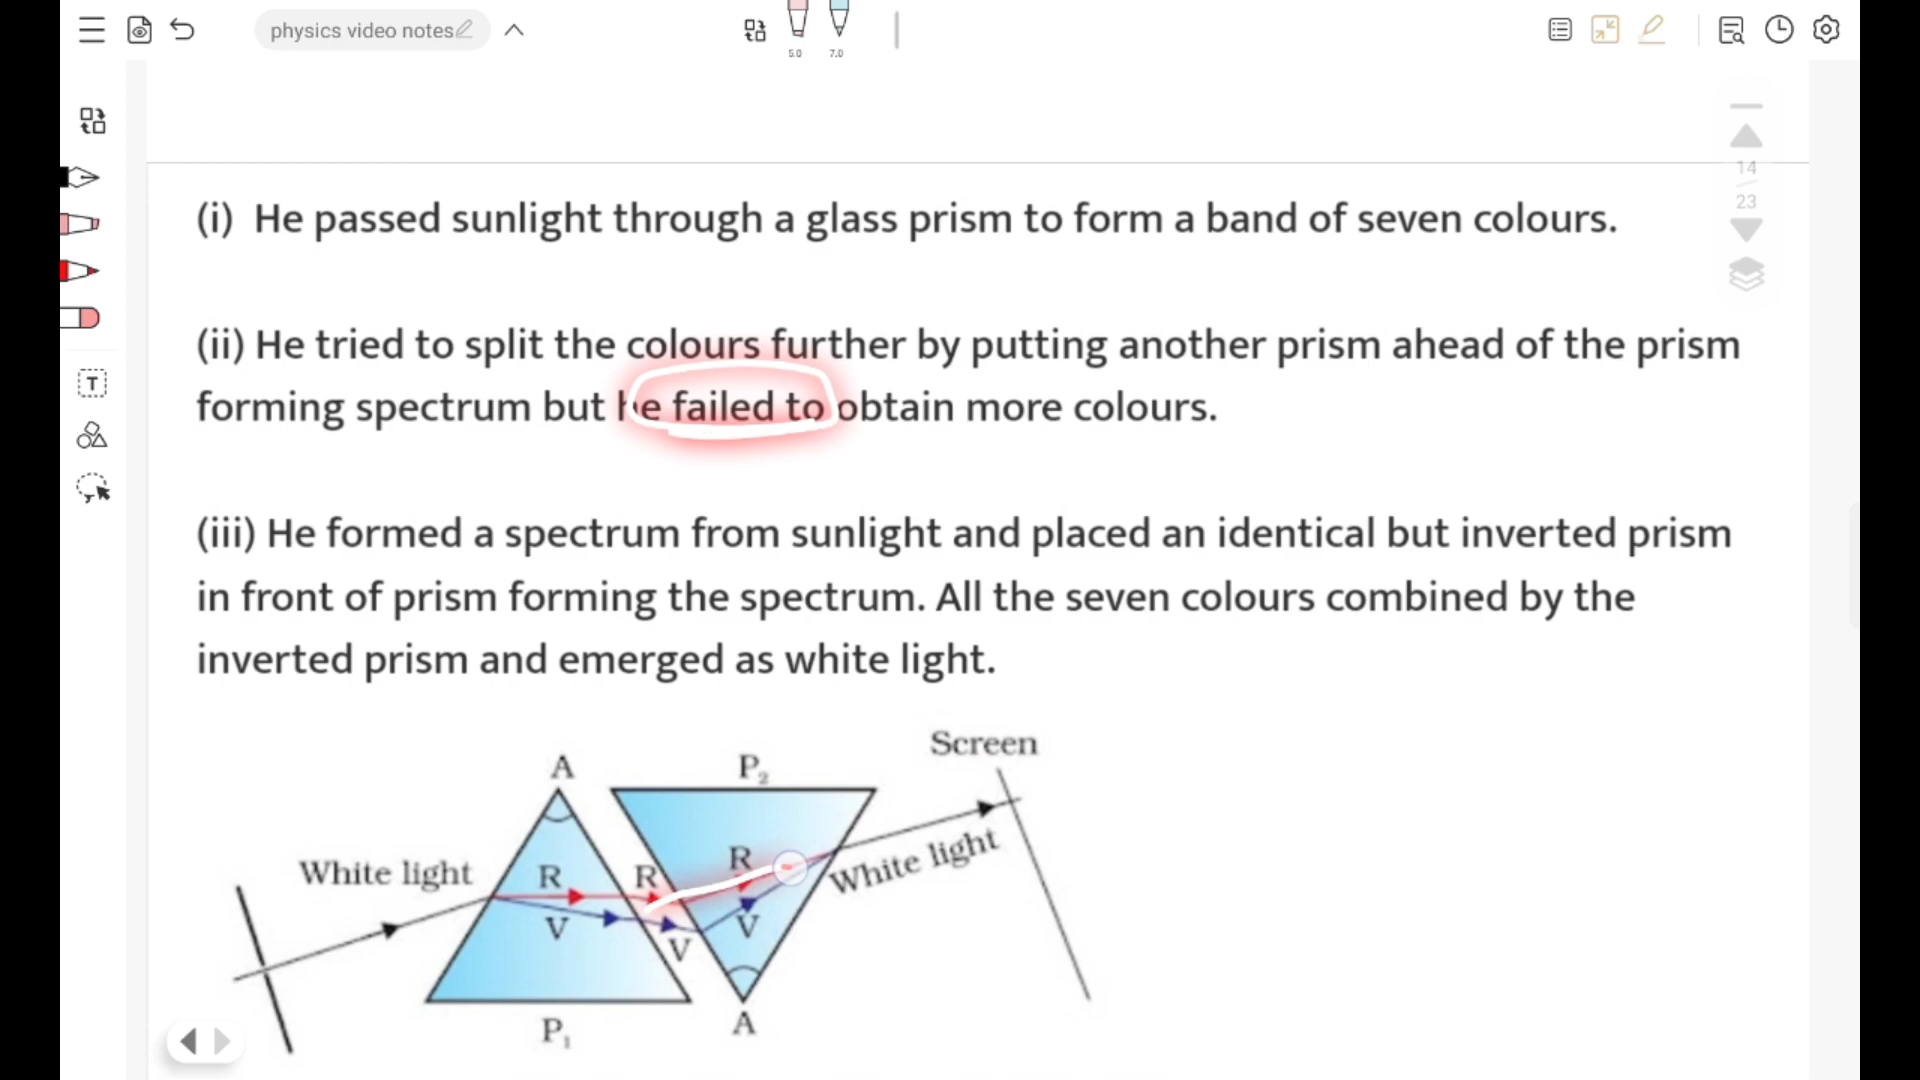 physics video notes
5.0
7.0
14
23
T
(i) He passed sunlight through a glass prism to form a band of seven colours.
(ii) He tried to split the colours further by putting another prism ahead of the prism
forming spectrum but he failed to obtain more colours.
(iii) He formed a spectrum from sunlight and placed an identical but inverted prism
in front of prism forming the spectrum. All the seven colours combined by the
inverted prism and emerged as white light.
Screen
A
P₂
White light
R
R
R
White light
V
V
V
P₁
A